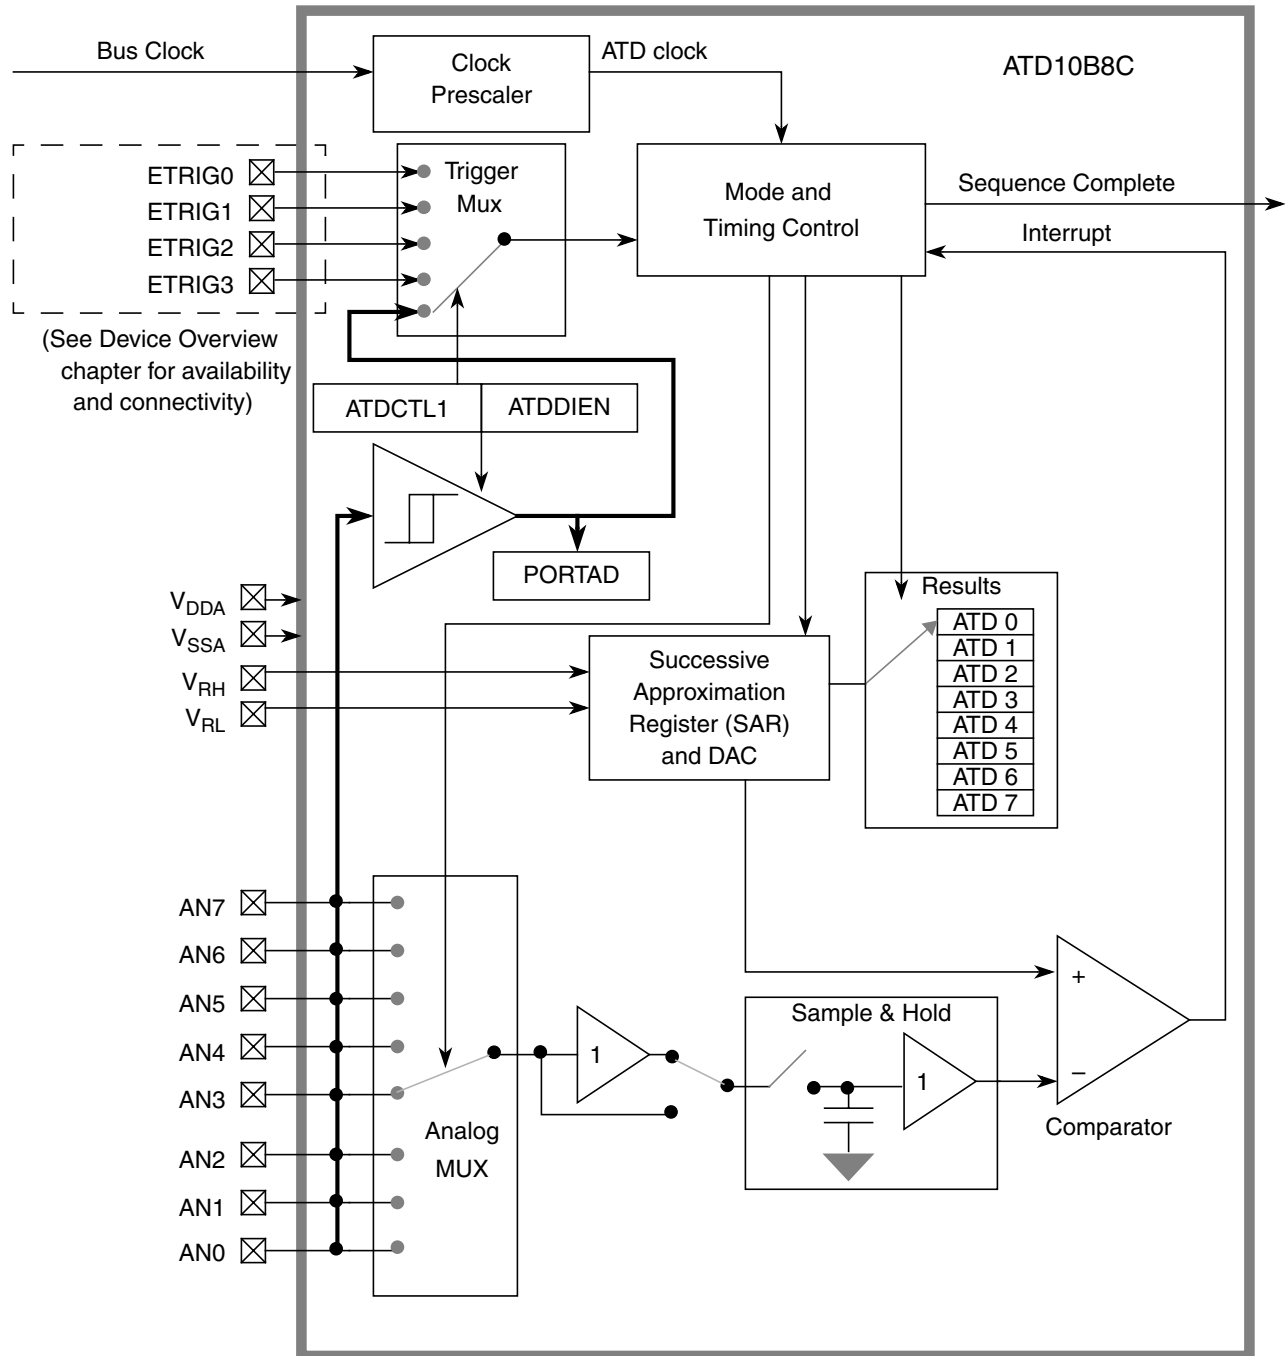 Bus Clock
Clock
Prescaler
ATD clock
ATD10B8C
ETRIG0
ETRIG1
ETRIG2
ETRIG3
(See Device Overview
chapter for availability
and connectivity)
Trigger
Mux
Mode and
Timing Control
Sequence Complete
Interrupt
ATDCTL1
ATDDIEN
PORTAD
VDDA
VSSA
VRH
VRL
Successive
Approximation
Register (SAR)
and DAC
Results
ATD 0
ATD 1
ATD 2
ATD 3
ATD 4
ATD 5
ATD 6
ATD 7
AN7
AN6
AN5
AN4
AN3
AN2
AN1
AN0
Analog
MUX
1
Sample & Hold
1
+
–
Comparator